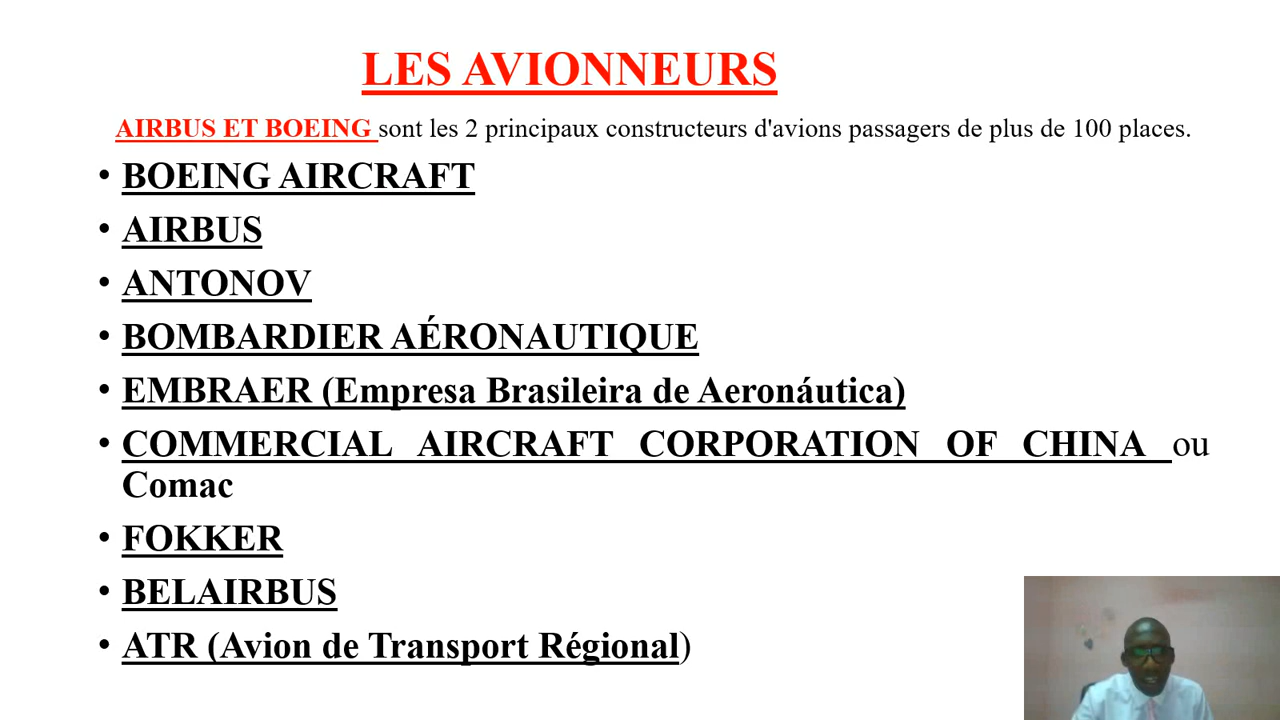 LES AVIONNEURS
AIRBUS ET BOEING sont les 2 principaux constructeurs d'avions passagers de plus de 100 places.
• BOEING AIRCRAFT
• AIRBUS
• ANTONOV
• BOMBARDIER AÉRONAUTIQUE
• EMBRAER (Empresa Brasileira de Aeronáutica)
• COMMERCIAL AIRCRAFT CORPORATION OF CHINA ou
Comac
• FOKKER
• BELAIRBUS
• ATR (Avion de Transport Régional)